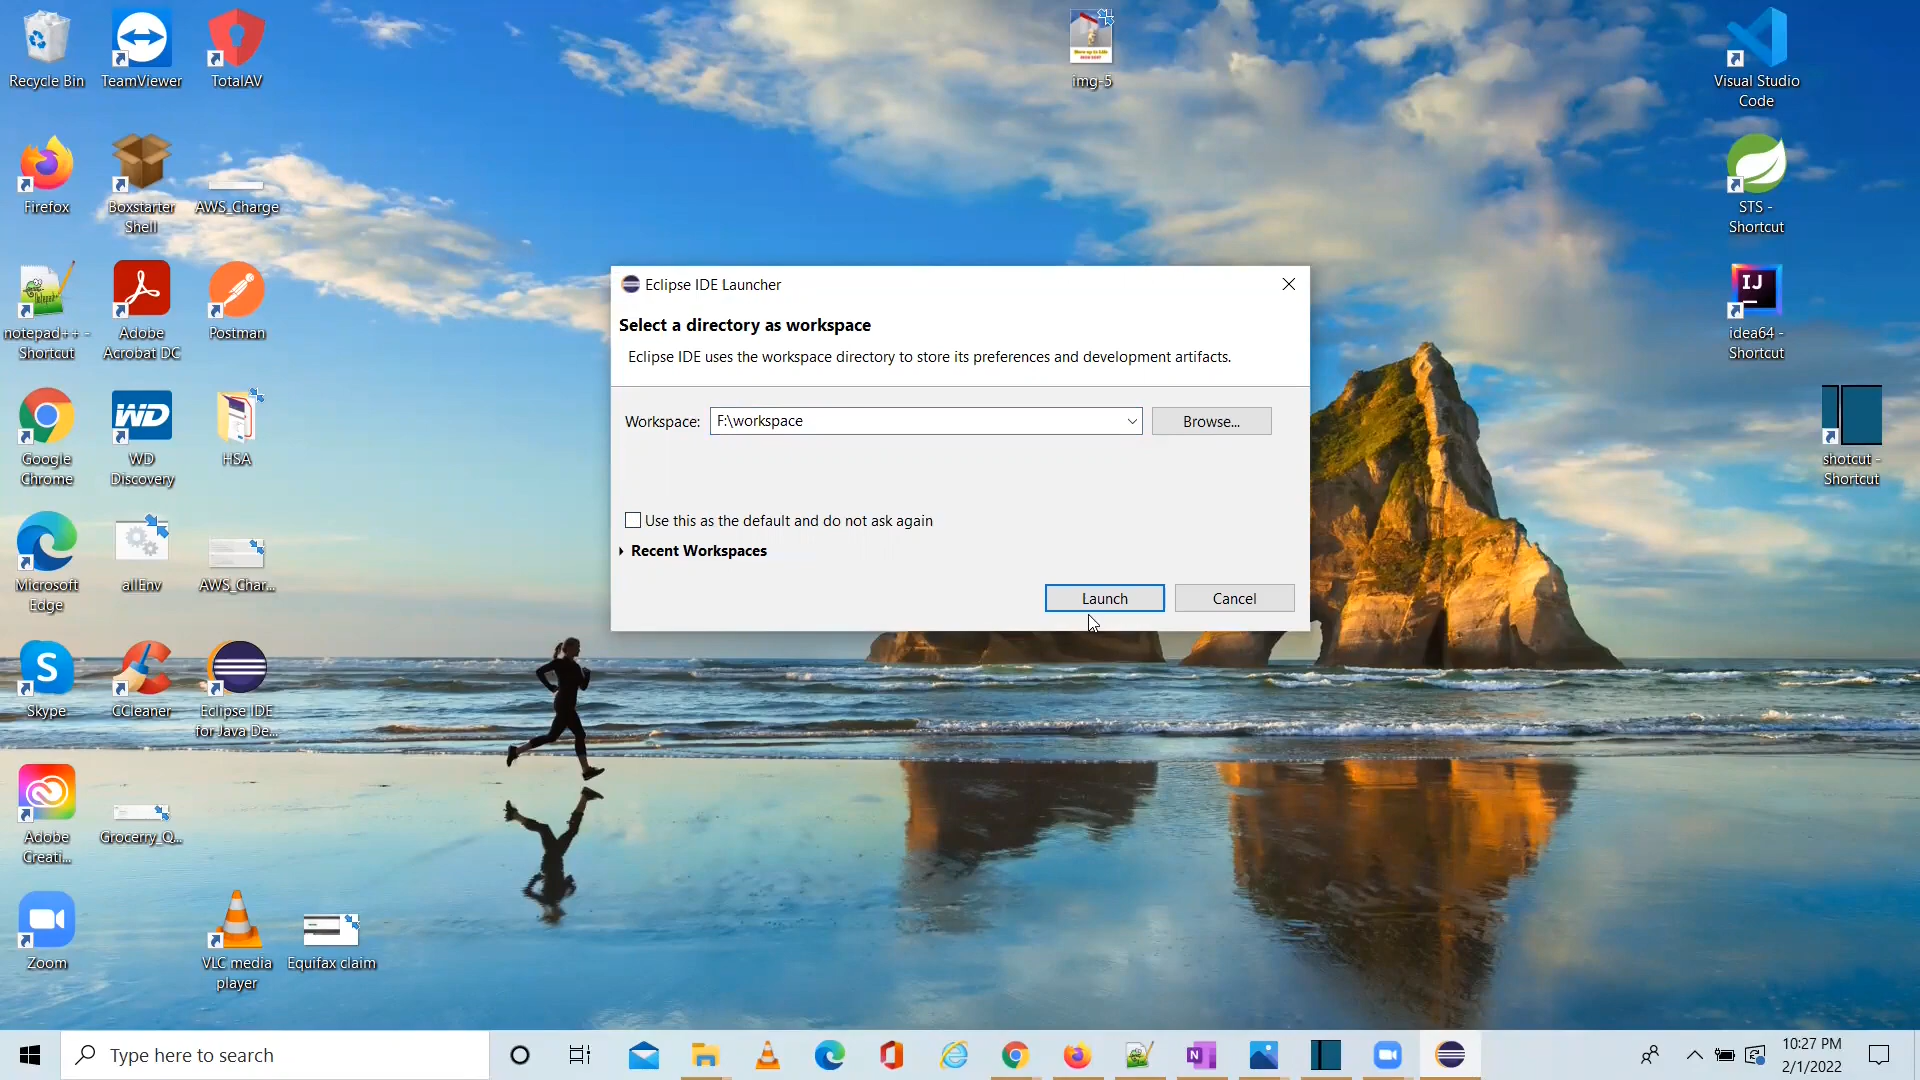 Recycle Bin
TeamViewer
TotalAV
img-5
Visual Studio
Code
Firefox
Boxstarter
Shell
AWS_Charge
STS -
Shortcut
notepad++ -
Shortcut
Adobe
Acrobat DC
Postman
IJ
idea64 -
Shortcut
Google
Chrome
WD
WD
Discovery
HSA
shotcut -
Shortcut
Microsoft
Edge
allEnv
AWS_Char...
S
Skype
CCleaner
Eclipse IDE
for Java De...
Adobe
Creati...
Grocerry_Q...
Zoom
VLC media
player
Equifax claim
Eclipse IDE Launcher
Select a directory as workspace
Eclipse IDE uses the workspace directory to store its preferences and development artifacts.
Workspace: F:\workspace Browse...
Use this as the default and do not ask again
Recent Workspaces
Launch Cancel
Type here to search
10:27 PM
2/1/2022